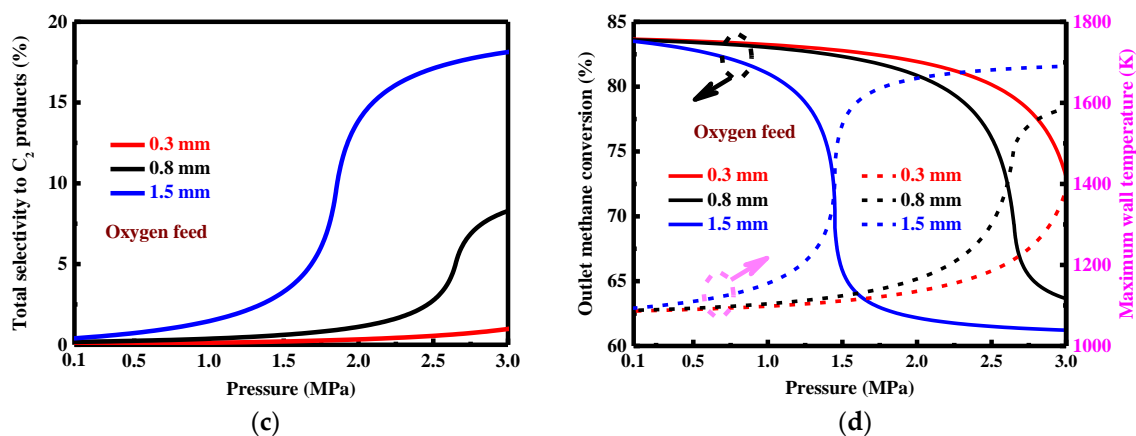 Total selectivity to C2 products (%)
20
15
10
5
0
0.3 mm
0.8 mm
1.5 mm
Oxygen feed
0.1 1.0 1.5 2.0 2.5 3.0
Pressure (MPa)
(c)
Outlet methane conversion (%)
85
80
75
70
65
60
Oxygen feed
0.3 mm 0.3 mm
0.8 mm 0.8 mm
1.5 mm 1.5 mm
0.1 1.0 1.5 2.0 2.5 3.0
Pressure (MPa)
1800
1600
1400
1200
1000
Maximum wall temperature (K)
(d)